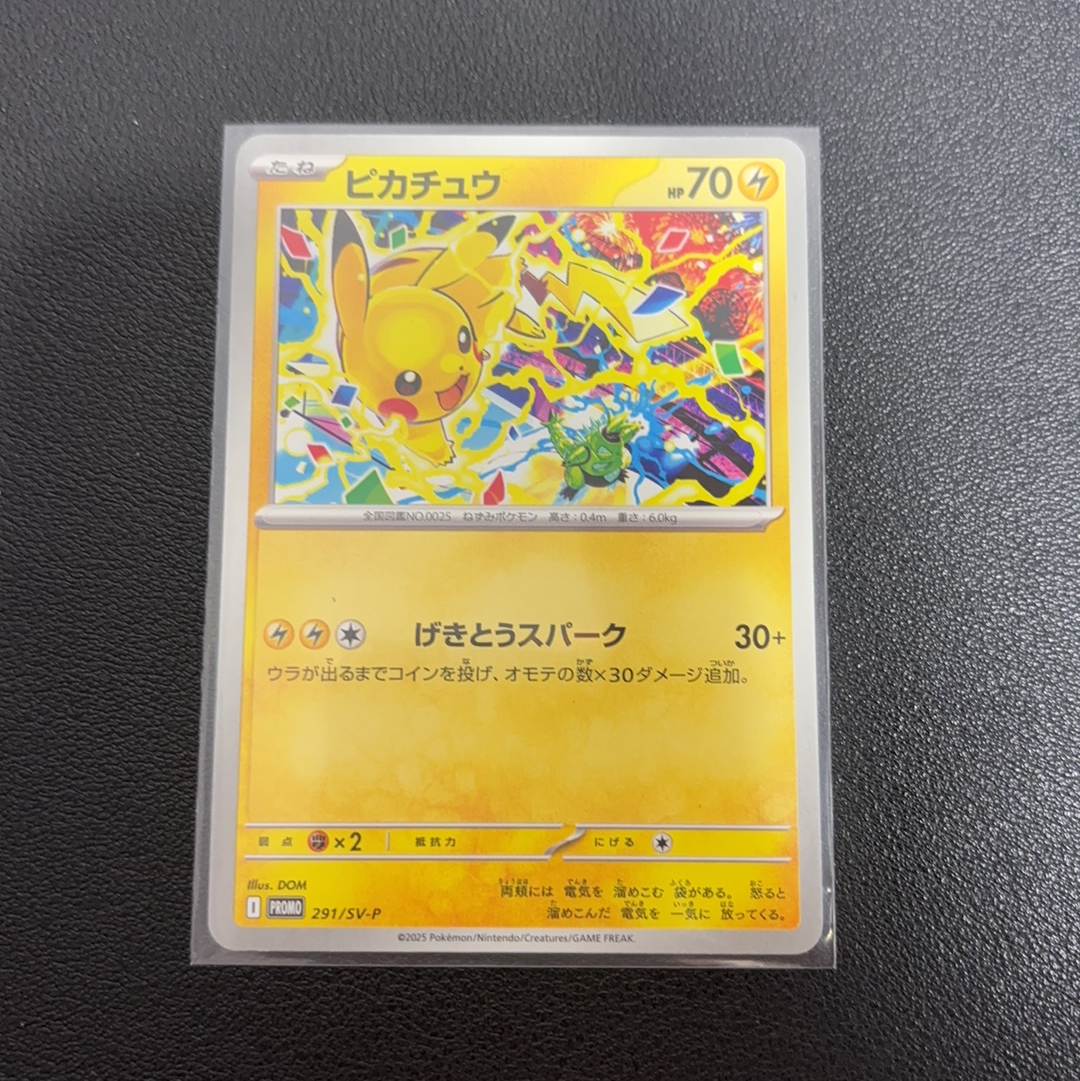 たね
ピカチュウ
HP70
全国図鑑NO.0025 ねずみポケモン 高さ:0.4m 重さ:6.0kg
げきとうスパーク 30+
ウラが出るまでコインを投げ、オモテの数×30ダメージ追加。
弱点 ×2 抵抗力 にげる
Illus. DOM
両頬には 電気を 溜めこむ 袋がある。 怒ると
溜めこんだ 電気を 一気に 放ってくる。
I PROMO 291/SV-P
©2025 Pokémon/Nintendo/Creatures/GAME FREAK.